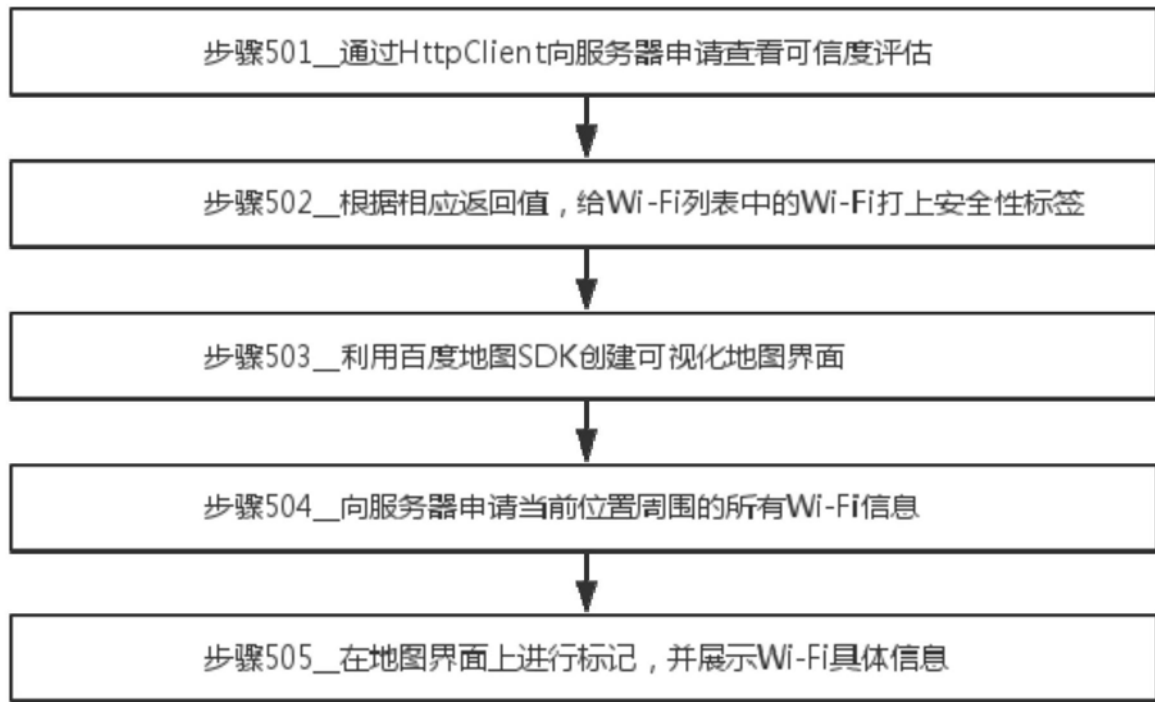 步骤501__通过HttpClient向服务器申请查看可信度评估
步骤502__根据相应返回值，给Wi-Fi列表中的Wi-Fi打上安全性标签
步骤503__利用百度地图SDK创建可视化地图界面
步骤504__向服务器申请当前位置周围的所有Wi-Fi信息
步骤505__在地图界面上进行标记，并展示Wi-Fi具体信息